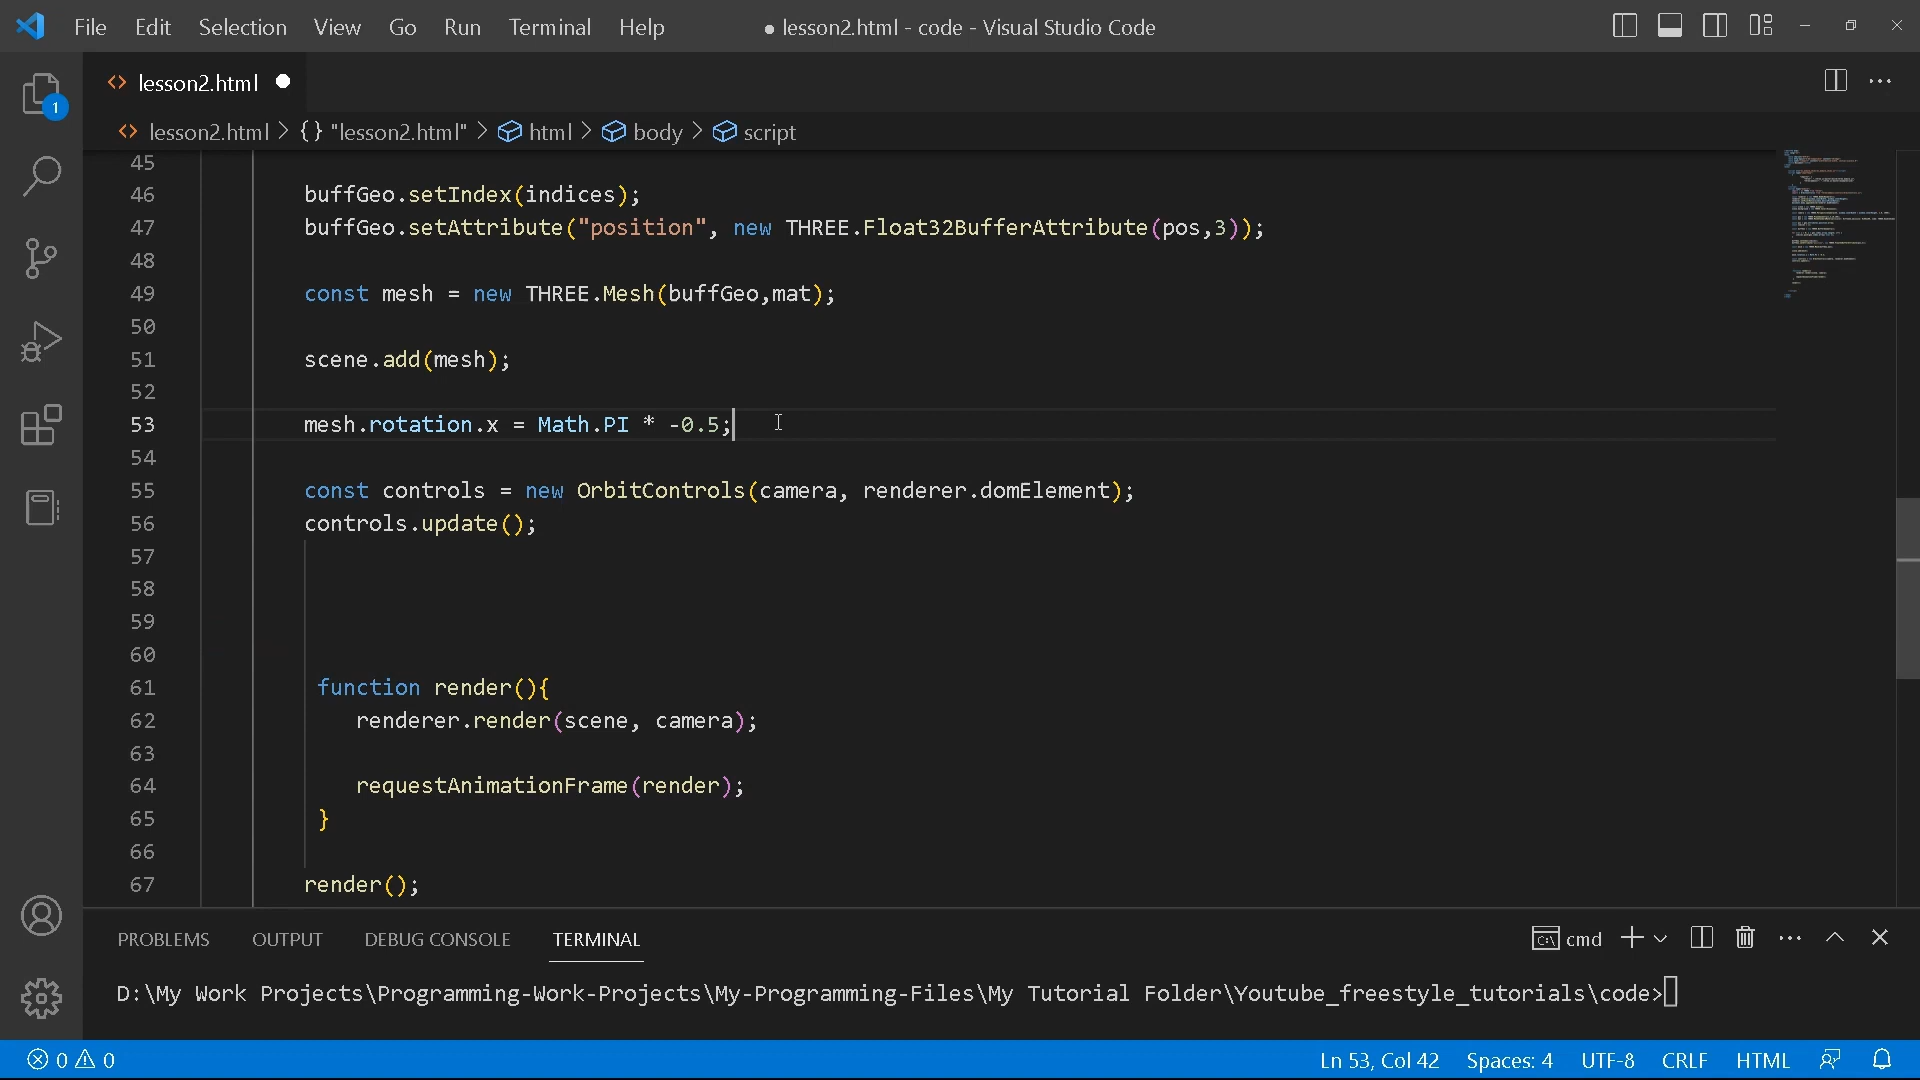 File Edit Selection View Go Run Terminal Help ● lesson2.html - code - Visual Studio Code
<> lesson2.html ●
1
<> lesson2.html > {} "lesson2.html" > html > body > script
45
46 buffGeo.setIndex(indices);
47 buffGeo.setAttribute("position", new THREE.Float32BufferAttribute(pos,3));
48
49 const mesh = new THREE.Mesh(buffGeo,mat);
50
51 scene.add(mesh);
52
53 mesh.rotation.x = Math.PI * -0.5;
54
55 const controls = new OrbitControls(camera, renderer.domElement);
56 controls.update();
57
58
59
60
61 function render(){
62 renderer.render(scene, camera);
63
64 requestAnimationFrame(render);
65 }
66
67 render();
PROBLEMS OUTPUT DEBUG CONSOLE TERMINAL cmd
D:\My Work Projects\Programming-Work-Projects\My-Programming-Files\My Tutorial Folder\Youtube_freestyle_tutorials\code>
0 0 Ln 53, Col 42 Spaces: 4 UTF-8 CRLF HTML